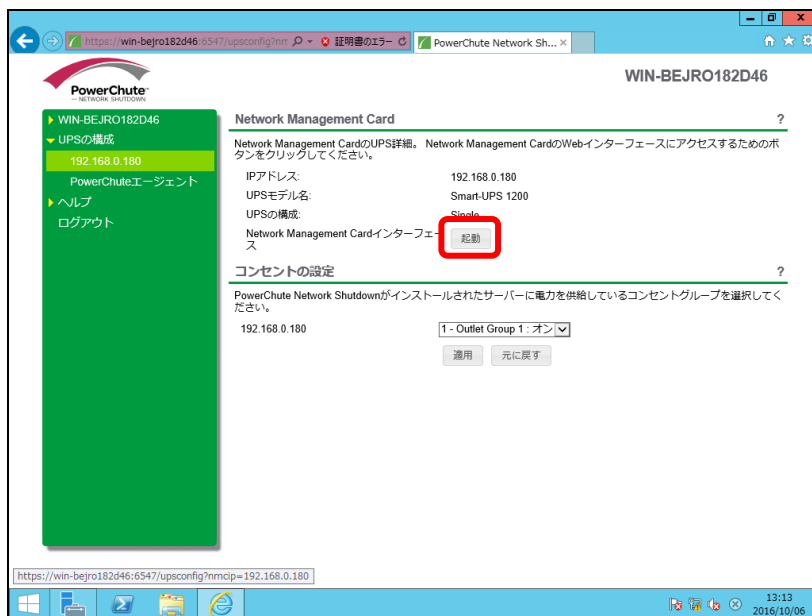 https://win-bejro182d46:6547/upsconfig?nm
証明書のエラー
PowerChute Network Sh...
PowerChute™
NETWORK SHUTDOWN
WIN-BEJRO182D46
WIN-BEJRO182D46
UPSの構成
192.168.0.180
PowerChuteエージェント
ヘルプ
ログアウト
Network Management Card ?
Network Management CardのUPS詳細。 Network Management CardのWebインターフェースにアクセスするためのボ
タンをクリックしてください。
IPアドレス: 192.168.0.180
UPSモデル名: Smart-UPS 1200
UPSの構成: Single
Network Management Cardインターフェー
ス
起動
コンセントの設定 ?
PowerChute Network Shutdownがインストールされたサーバーに電力を供給しているコンセントグループを選択してく
ださい。
192.168.0.180 1 - Outlet Group 1 : オン
適用 元に戻す
https://win-bejro182d46:6547/upsconfig?nmcip=192.168.0.180
13:13
2016/10/06